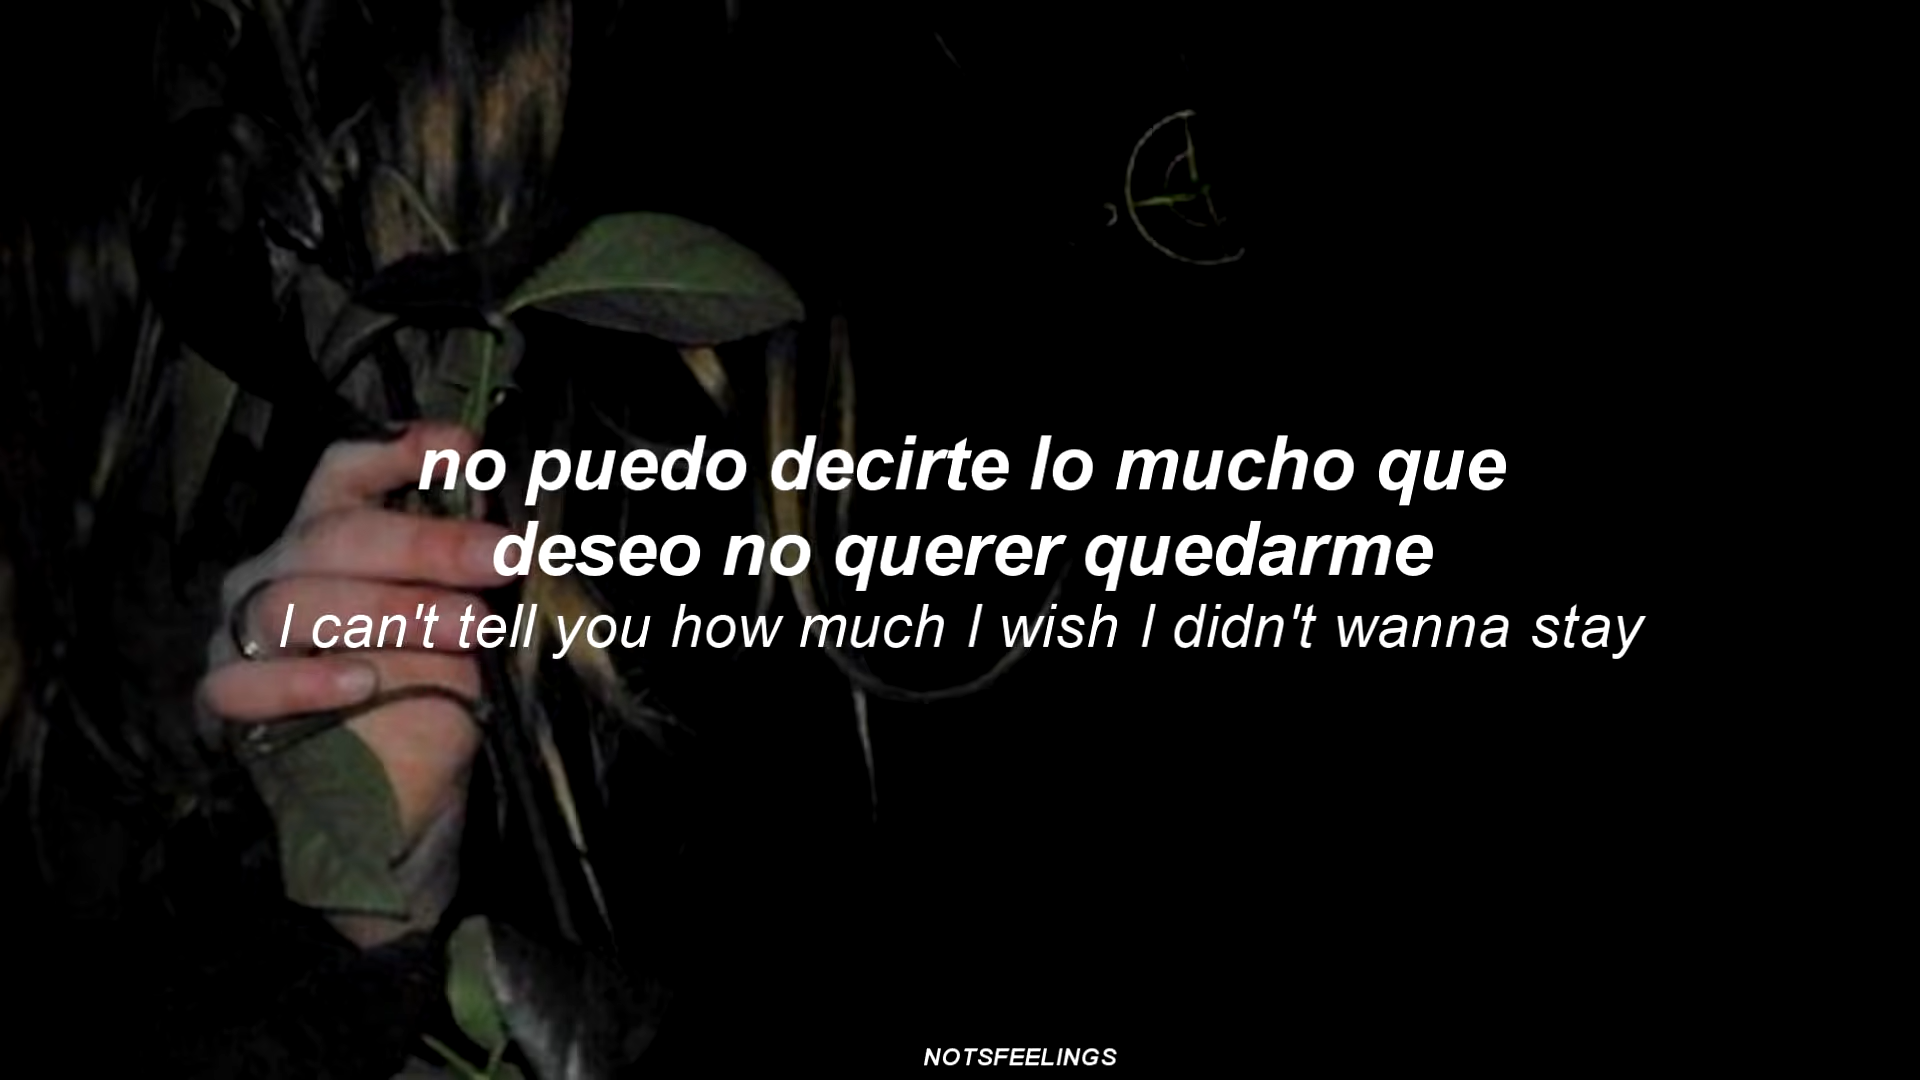 no puedo decirte lo mucho que
deseo no querer quedarme
I can't tell you how much I wish I didn't wanna stay
NOTSFEELINGS